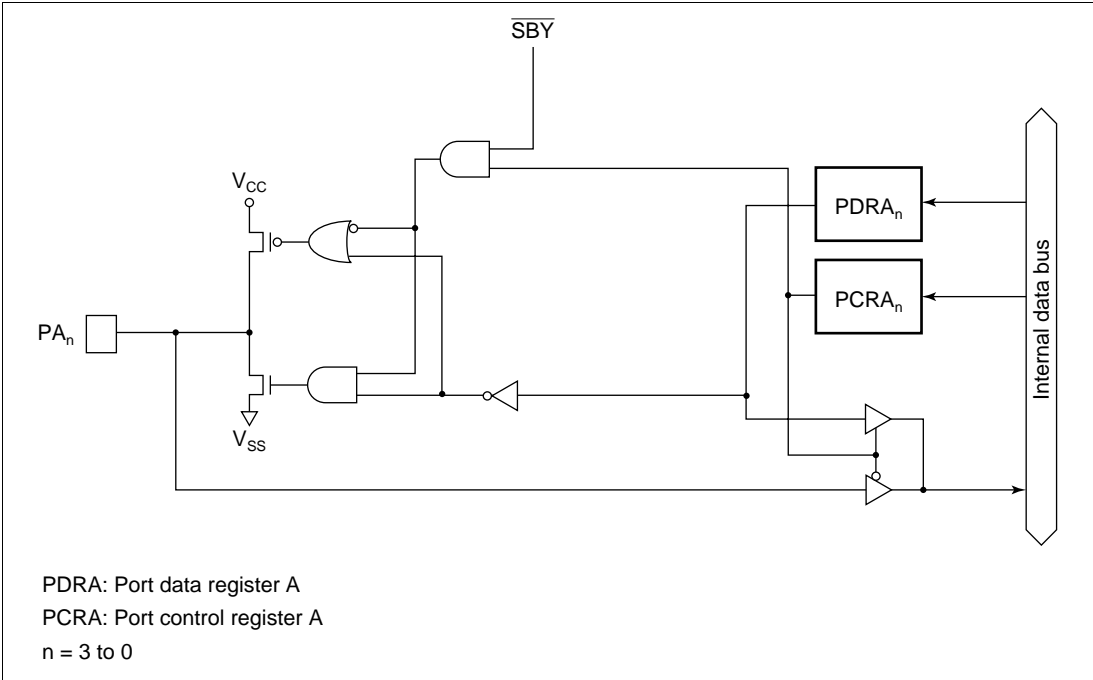 SBY
V_CC
PDRA_n
PCRA_n
PA_n
V_SS
Internal data bus
PDRA: Port data register A
PCRA: Port control register A
n = 3 to 0